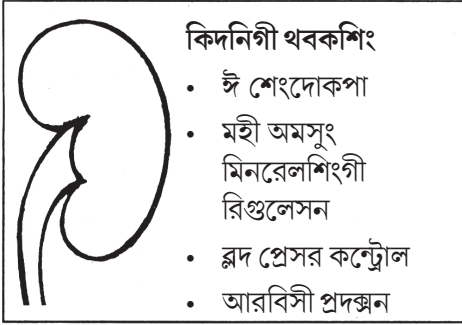 কিদনিগী থবকশিং
• ঈ শেংদোকপা
• মহী অমসুং
মিনরেলশিংগী
রিগুলেসন
• ব্লদ প্রেসর কন্ট্রোল
• আরবিসী প্রদক্সন